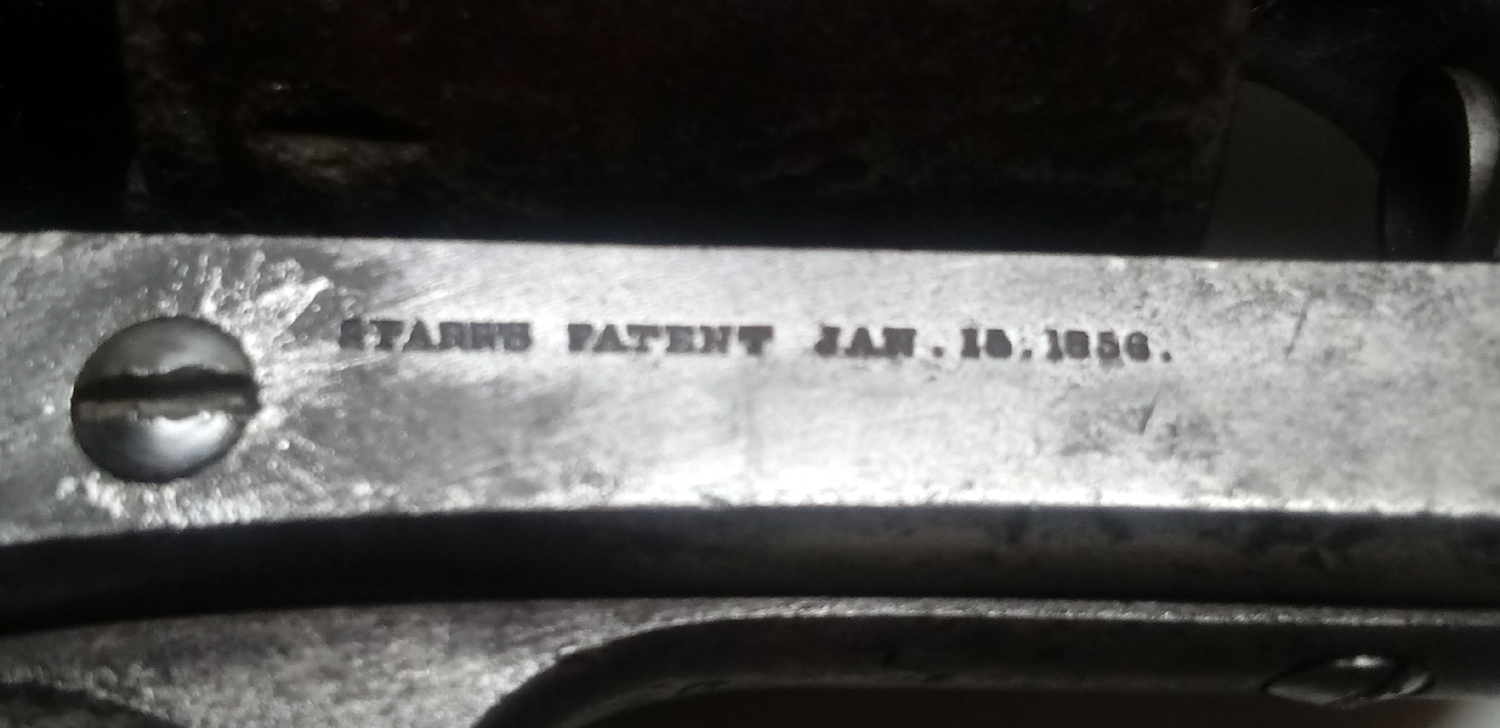 STARR'S PATENT JAN. 15. 1856.